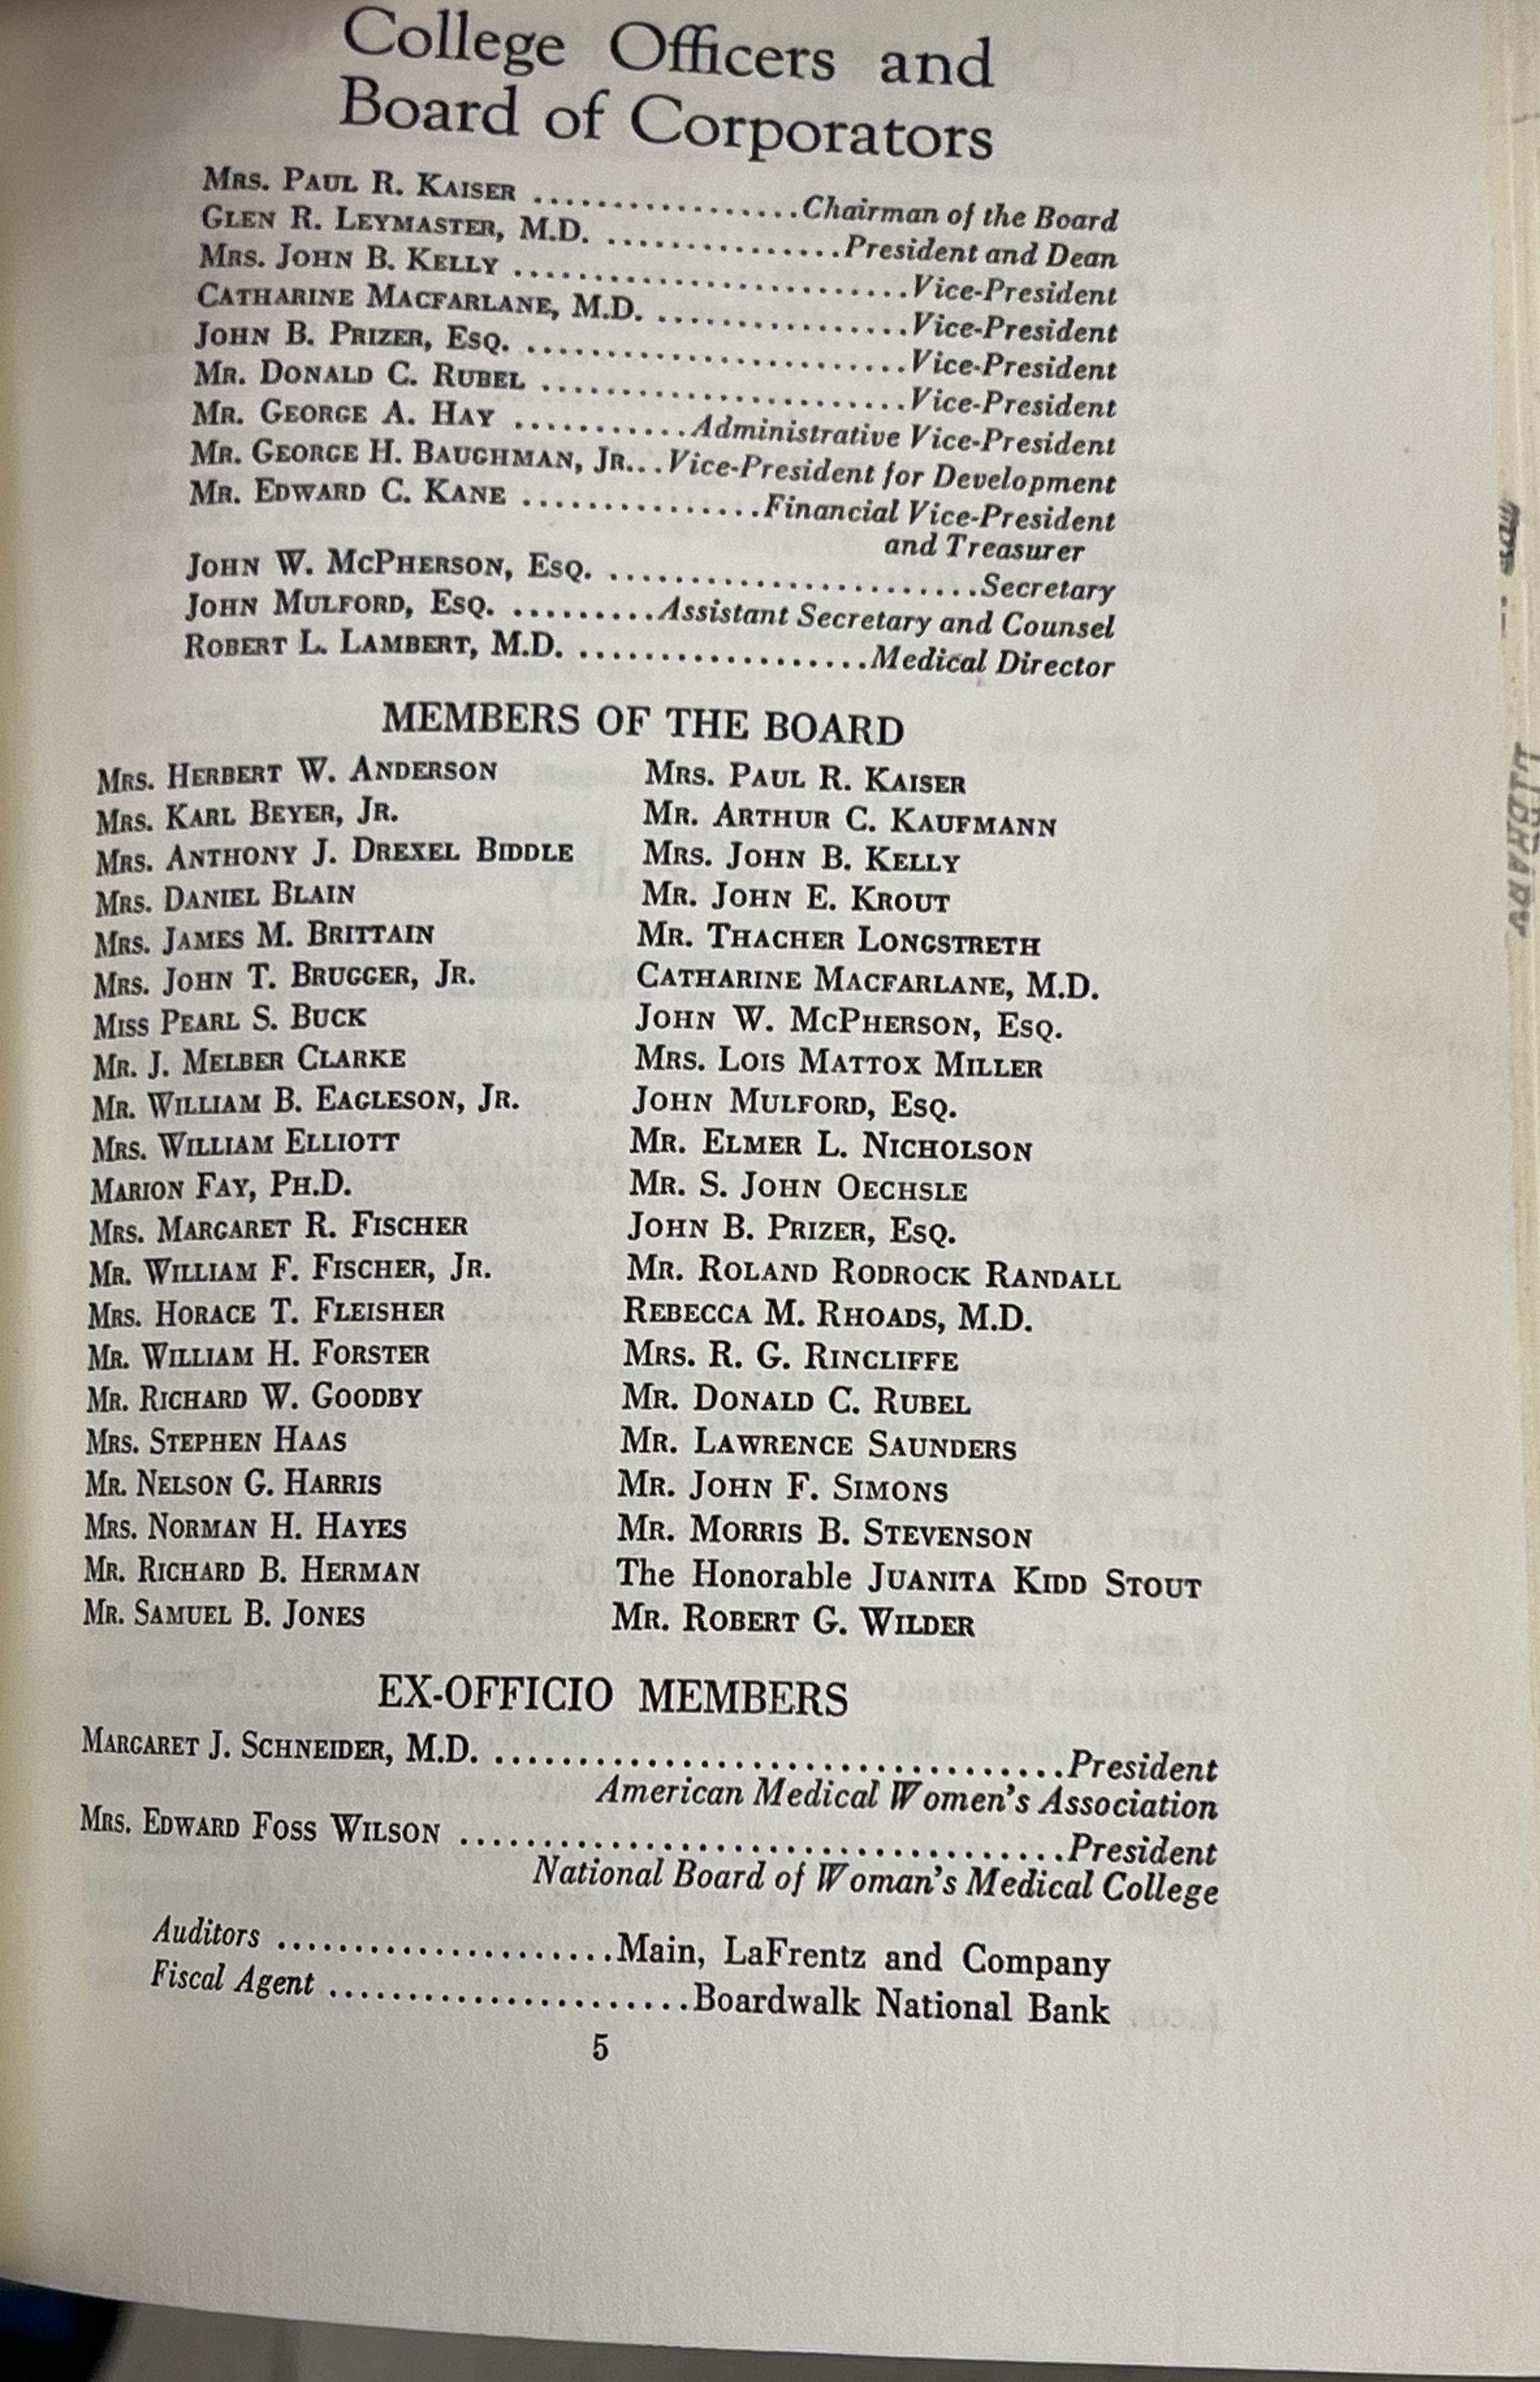 College Officers and
Board of Corporators
MRS. PAUL R. KAISER ................. Chairman of the Board
GLEN R. LEYMASTER, M.D. ............... President and Dean
MRS. JOHN B. KELLY ......................... Vice-President
CATHARINE MACFARLANE, M.D. ................ Vice-President
JOHN B. PRIZER, ESQ. ........................ Vice-President
MR. DONALD C. RUBEL ....................... Vice-President
MR. GEORGE A. HAY ........... Administrative Vice-President
MR. GEORGE H. BAUGHMAN, JR... Vice-President for Development
MR. EDWARD C. KANE ............... Financial Vice-President
and Treasurer
JOHN W. MCPHERSON, ESQ. ....................... Secretary
JOHN MULFORD, ESQ. ......... Assistant Secretary and Counsel
ROBERT L. LAMBERT, M.D. .................. Medical Director
MEMBERS OF THE BOARD
MRS. HERBERT W. ANDERSON
MRS. KARL BEYER, JR.
MRS. ANTHONY J. DREXEL BIDDLE
MRS. DANIEL BLAIN
MRS. JAMES M. BRITTAIN
MRS. JOHN T. BRUGGER, JR.
MISS PEARL S. BUCK
MR. J. MELBER CLARKE
MR. WILLIAM B. EAGLESON, JR.
MRS. WILLIAM ELLIOTT
MARION FAY, PH.D.
MRS. MARGARET R. FISCHER
MR. WILLIAM F. FISCHER, JR.
MRS. HORACE T. FLEISHER
MR. WILLIAM H. FORSTER
MR. RICHARD W. GOODBY
MRS. STEPHEN HAAS
MR. NELSON G. HARRIS
MRS. NORMAN H. HAYES
MR. RICHARD B. HERMAN
MR. SAMUEL B. JONES
MRS. PAUL R. KAISER
MR. ARTHUR C. KAUFMANN
MRS. JOHN B. KELLY
MR. JOHN E. KROUT
MR. THACHER LONGSTRETH
CATHARINE MACFARLANE, M.D.
JOHN W. MCPHERSON, ESQ.
MRS. LOIS MATTOX MILLER
JOHN MULFORD, ESQ.
MR. ELMER L. NICHOLSON
MR. S. JOHN OECHSLE
JOHN B. PRIZER, ESQ.
MR. ROLAND RODROCK RANDALL
REBECCA M. RHOADS, M.D.
MRS. R. G. RINCLIFFE
MR. DONALD C. RUBEL
MR. LAWRENCE SAUNDERS
MR. JOHN F. SIMONS
MR. MORRIS B. STEVENSON
The Honorable JUANITA KIDD STOUT
MR. ROBERT G. WILDER
EX-OFFICIO MEMBERS
MARGARET J. SCHNEIDER, M.D. ................................... President
American Medical Women's Association
MRS. EDWARD FOSS WILSON ..................................... President
National Board of Woman's Medical College
Auditors ...................... Main, LaFrentz and Company
Fiscal Agent ....................... Boardwalk National Bank
5